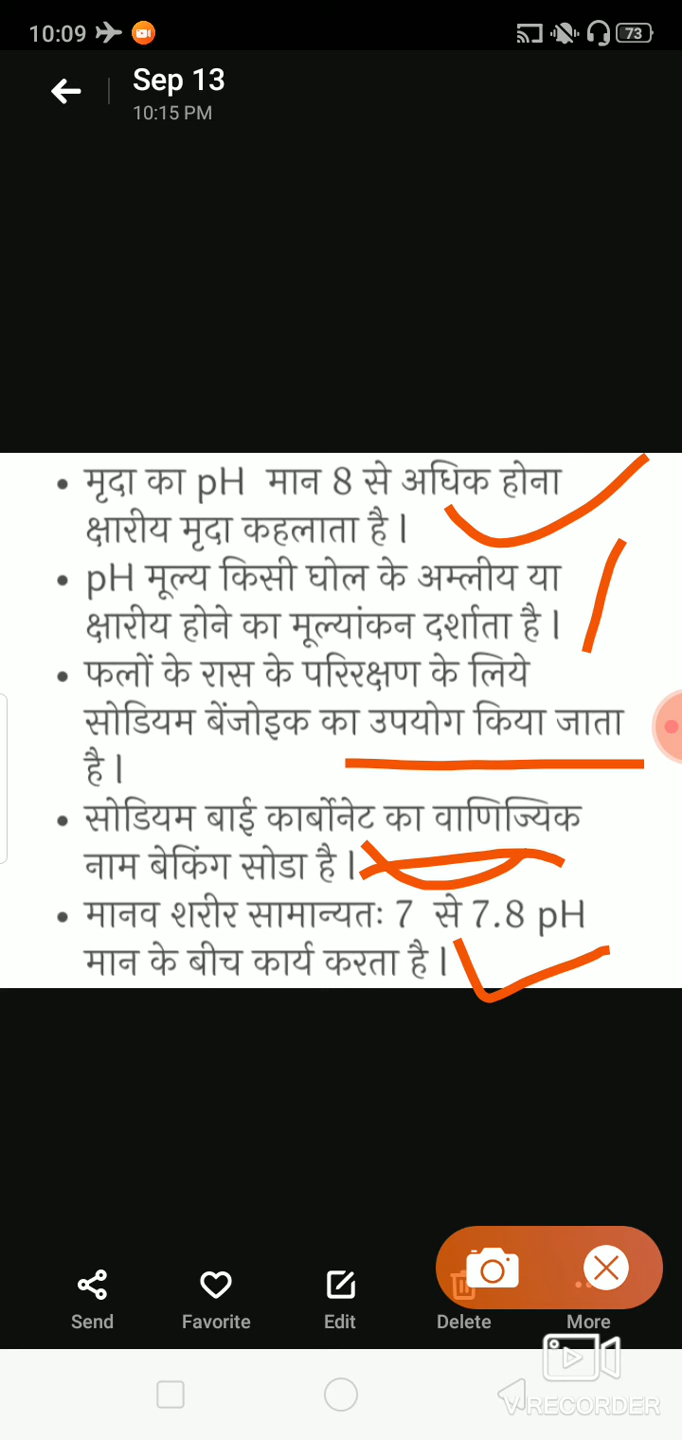 10:09
73
Sep 13
10:15 PM
• मृदा का pH मान 8 से अधिक होना
क्षारीय मृदा कहलाता है।
• pH मूल्य किसी घोल के अम्लीय या
क्षारीय होने का मूल्यांकन दर्शाता है।
• फलों के रास के परिरक्षण के लिये
सोडियम बेंजोइक का उपयोग किया जाता
है।
• सोडियम बाई कार्बोनेट का वाणिज्यिक
नाम बेकिंग सोडा है।
• मानव शरीर सामान्यतः 7 से 7.8 pH
मान के बीच कार्य करता है।
Send Favorite Edit Delete More
VRECORDER